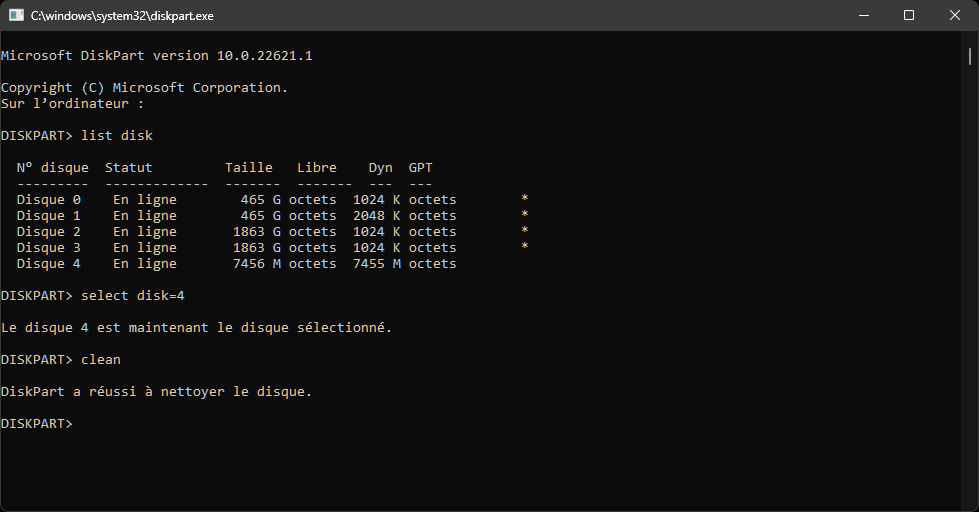 C:\windows\system32\diskpart.exe
Microsoft DiskPart version 10.0.22621.1
Copyright (C) Microsoft Corporation.
Sur l’ordinateur :
DISKPART> list disk
  N° disque  Statut         Taille   Libre    Dyn  GPT
  ---------  -------------  -------  -------  ---  ---
  Disque 0    En ligne        465 G octets  1024 K octets        *
  Disque 1    En ligne        465 G octets  2048 K octets        *
  Disque 2    En ligne       1863 G octets  1024 K octets        *
  Disque 3    En ligne       1863 G octets  1024 K octets        *
  Disque 4    En ligne       7456 M octets  7455 M octets
DISKPART> select disk=4
Le disque 4 est maintenant le disque sélectionné.
DISKPART> clean
DiskPart a réussi à nettoyer le disque.
DISKPART>